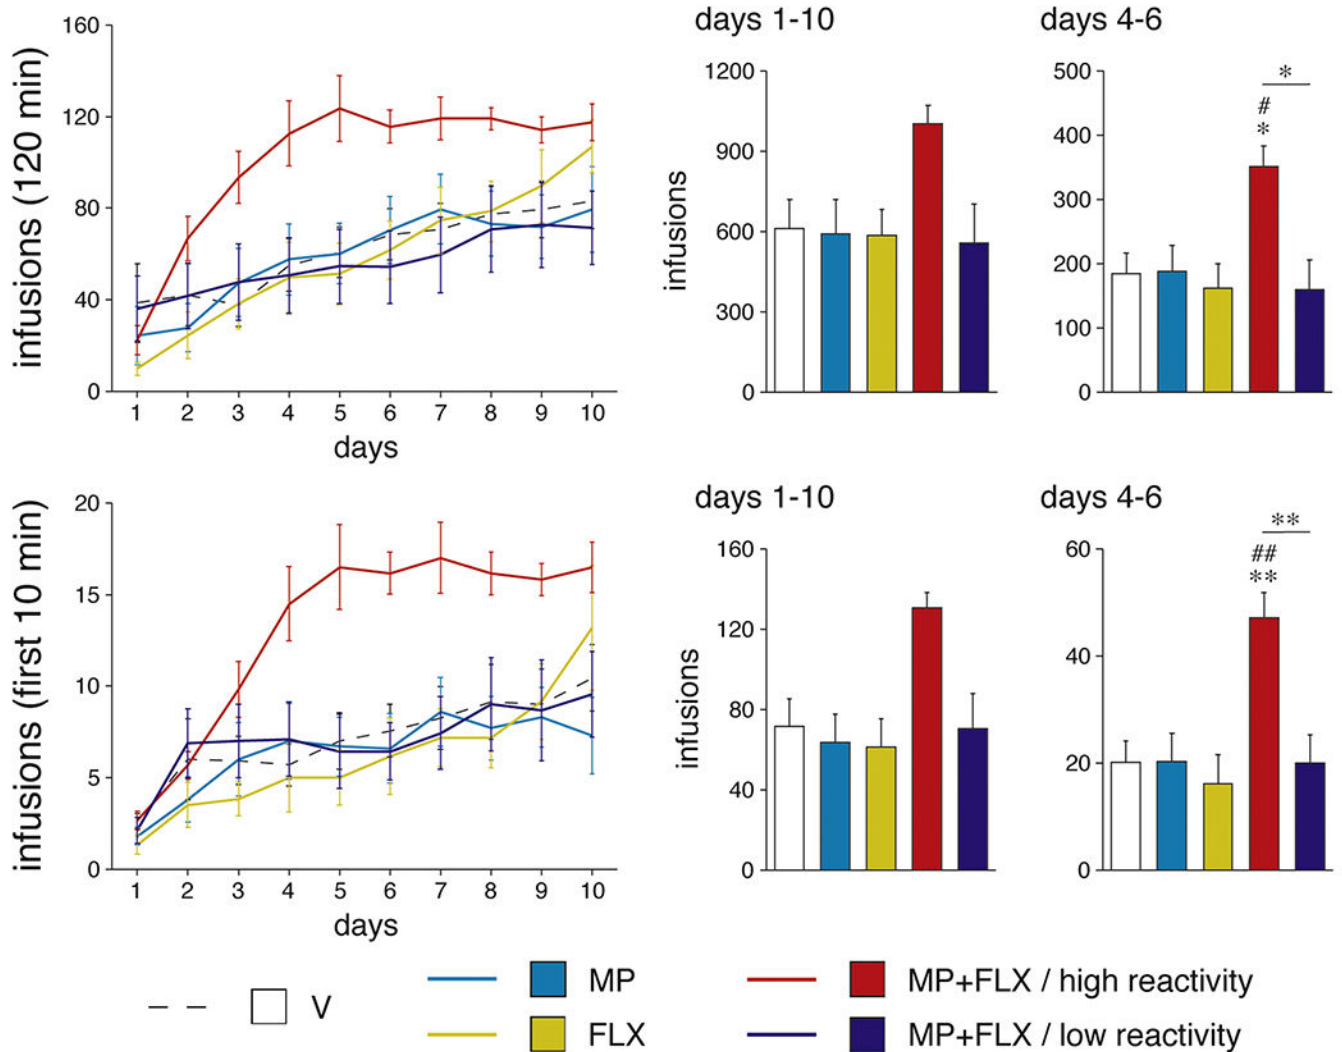 infusions (120 min)
160
120
80
40
0
1 2 3 4 5 6 7 8 9 10
days
days 1-10
infusions
1200
900
600
300
0
days 4-6
500
400
300
200
100
0
*
#
*
infusions (first 10 min)
20
15
10
5
0
1 2 3 4 5 6 7 8 9 10
days
days 1-10
infusions
160
120
80
40
0
days 4-6
60
40
20
0
**
##
**
V
MP
FLX
MP+FLX / high reactivity
MP+FLX / low reactivity